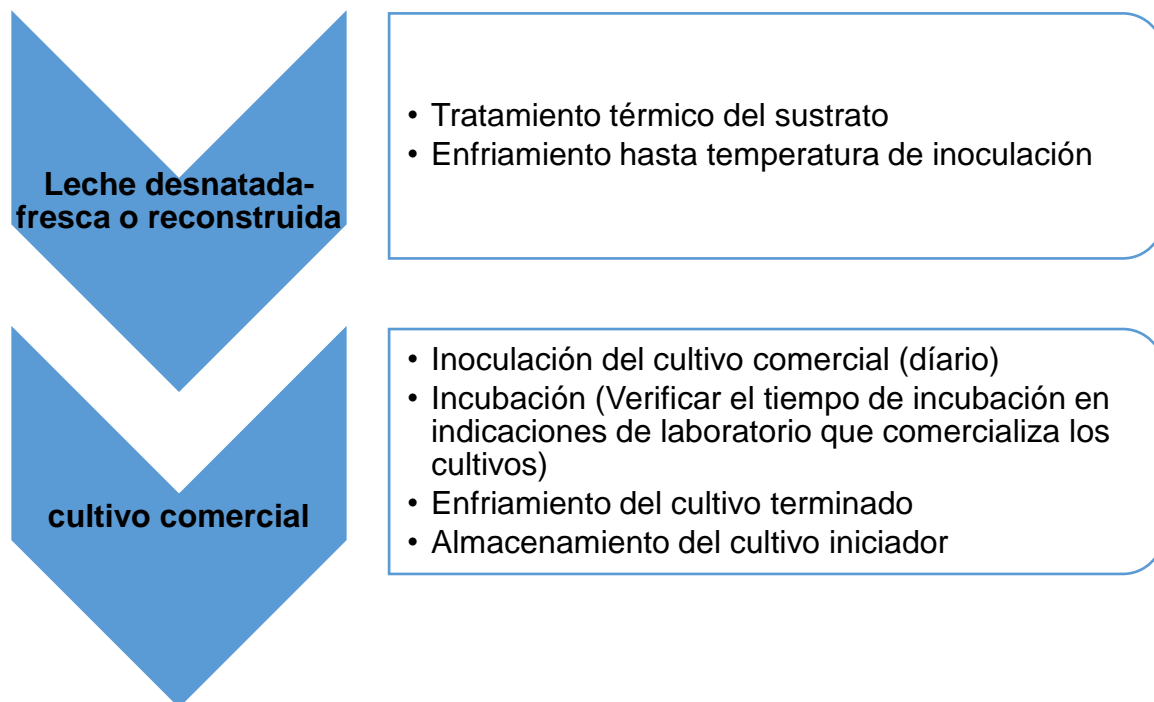 Leche desnatada-
fresca o reconstruida
• Tratamiento térmico del sustrato
• Enfriamiento hasta temperatura de inoculación
cultivo comercial
• Inoculación del cultivo comercial (díario)
• Incubación (Verificar el tiempo de incubación en
indicaciones de laboratorio que comercializa los
cultivos)
• Enfriamiento del cultivo terminado
• Almacenamiento del cultivo iniciador